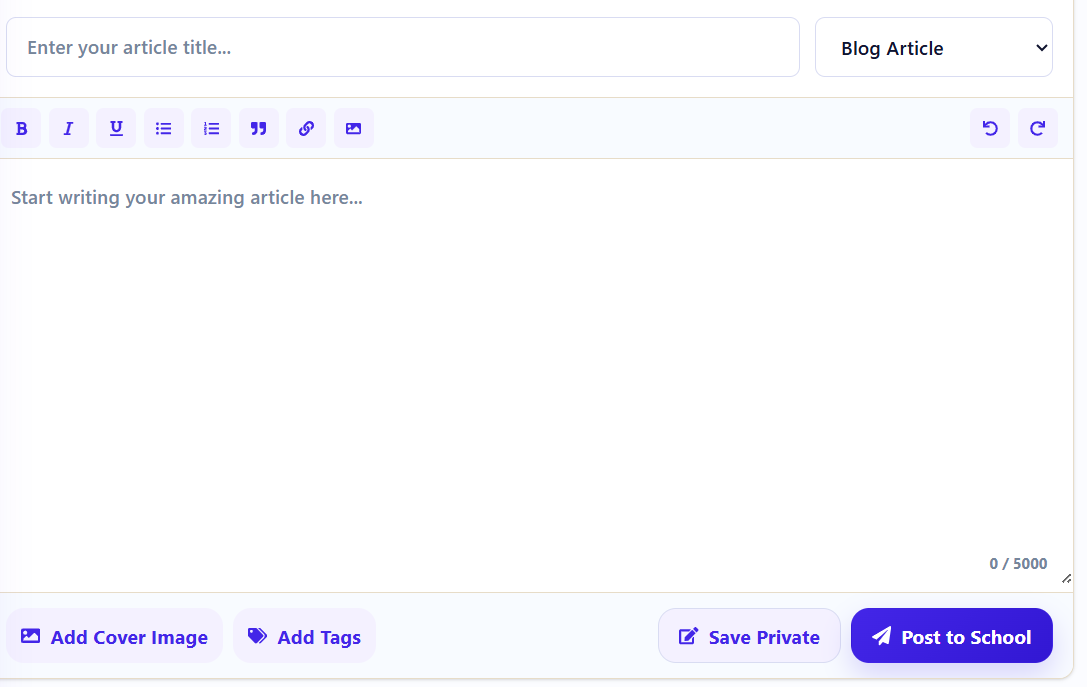 Enter your article title...
Blog Article
B I U
Start writing your amazing article here...
0 / 5000
Add Cover Image
Add Tags
Save Private
Post to School